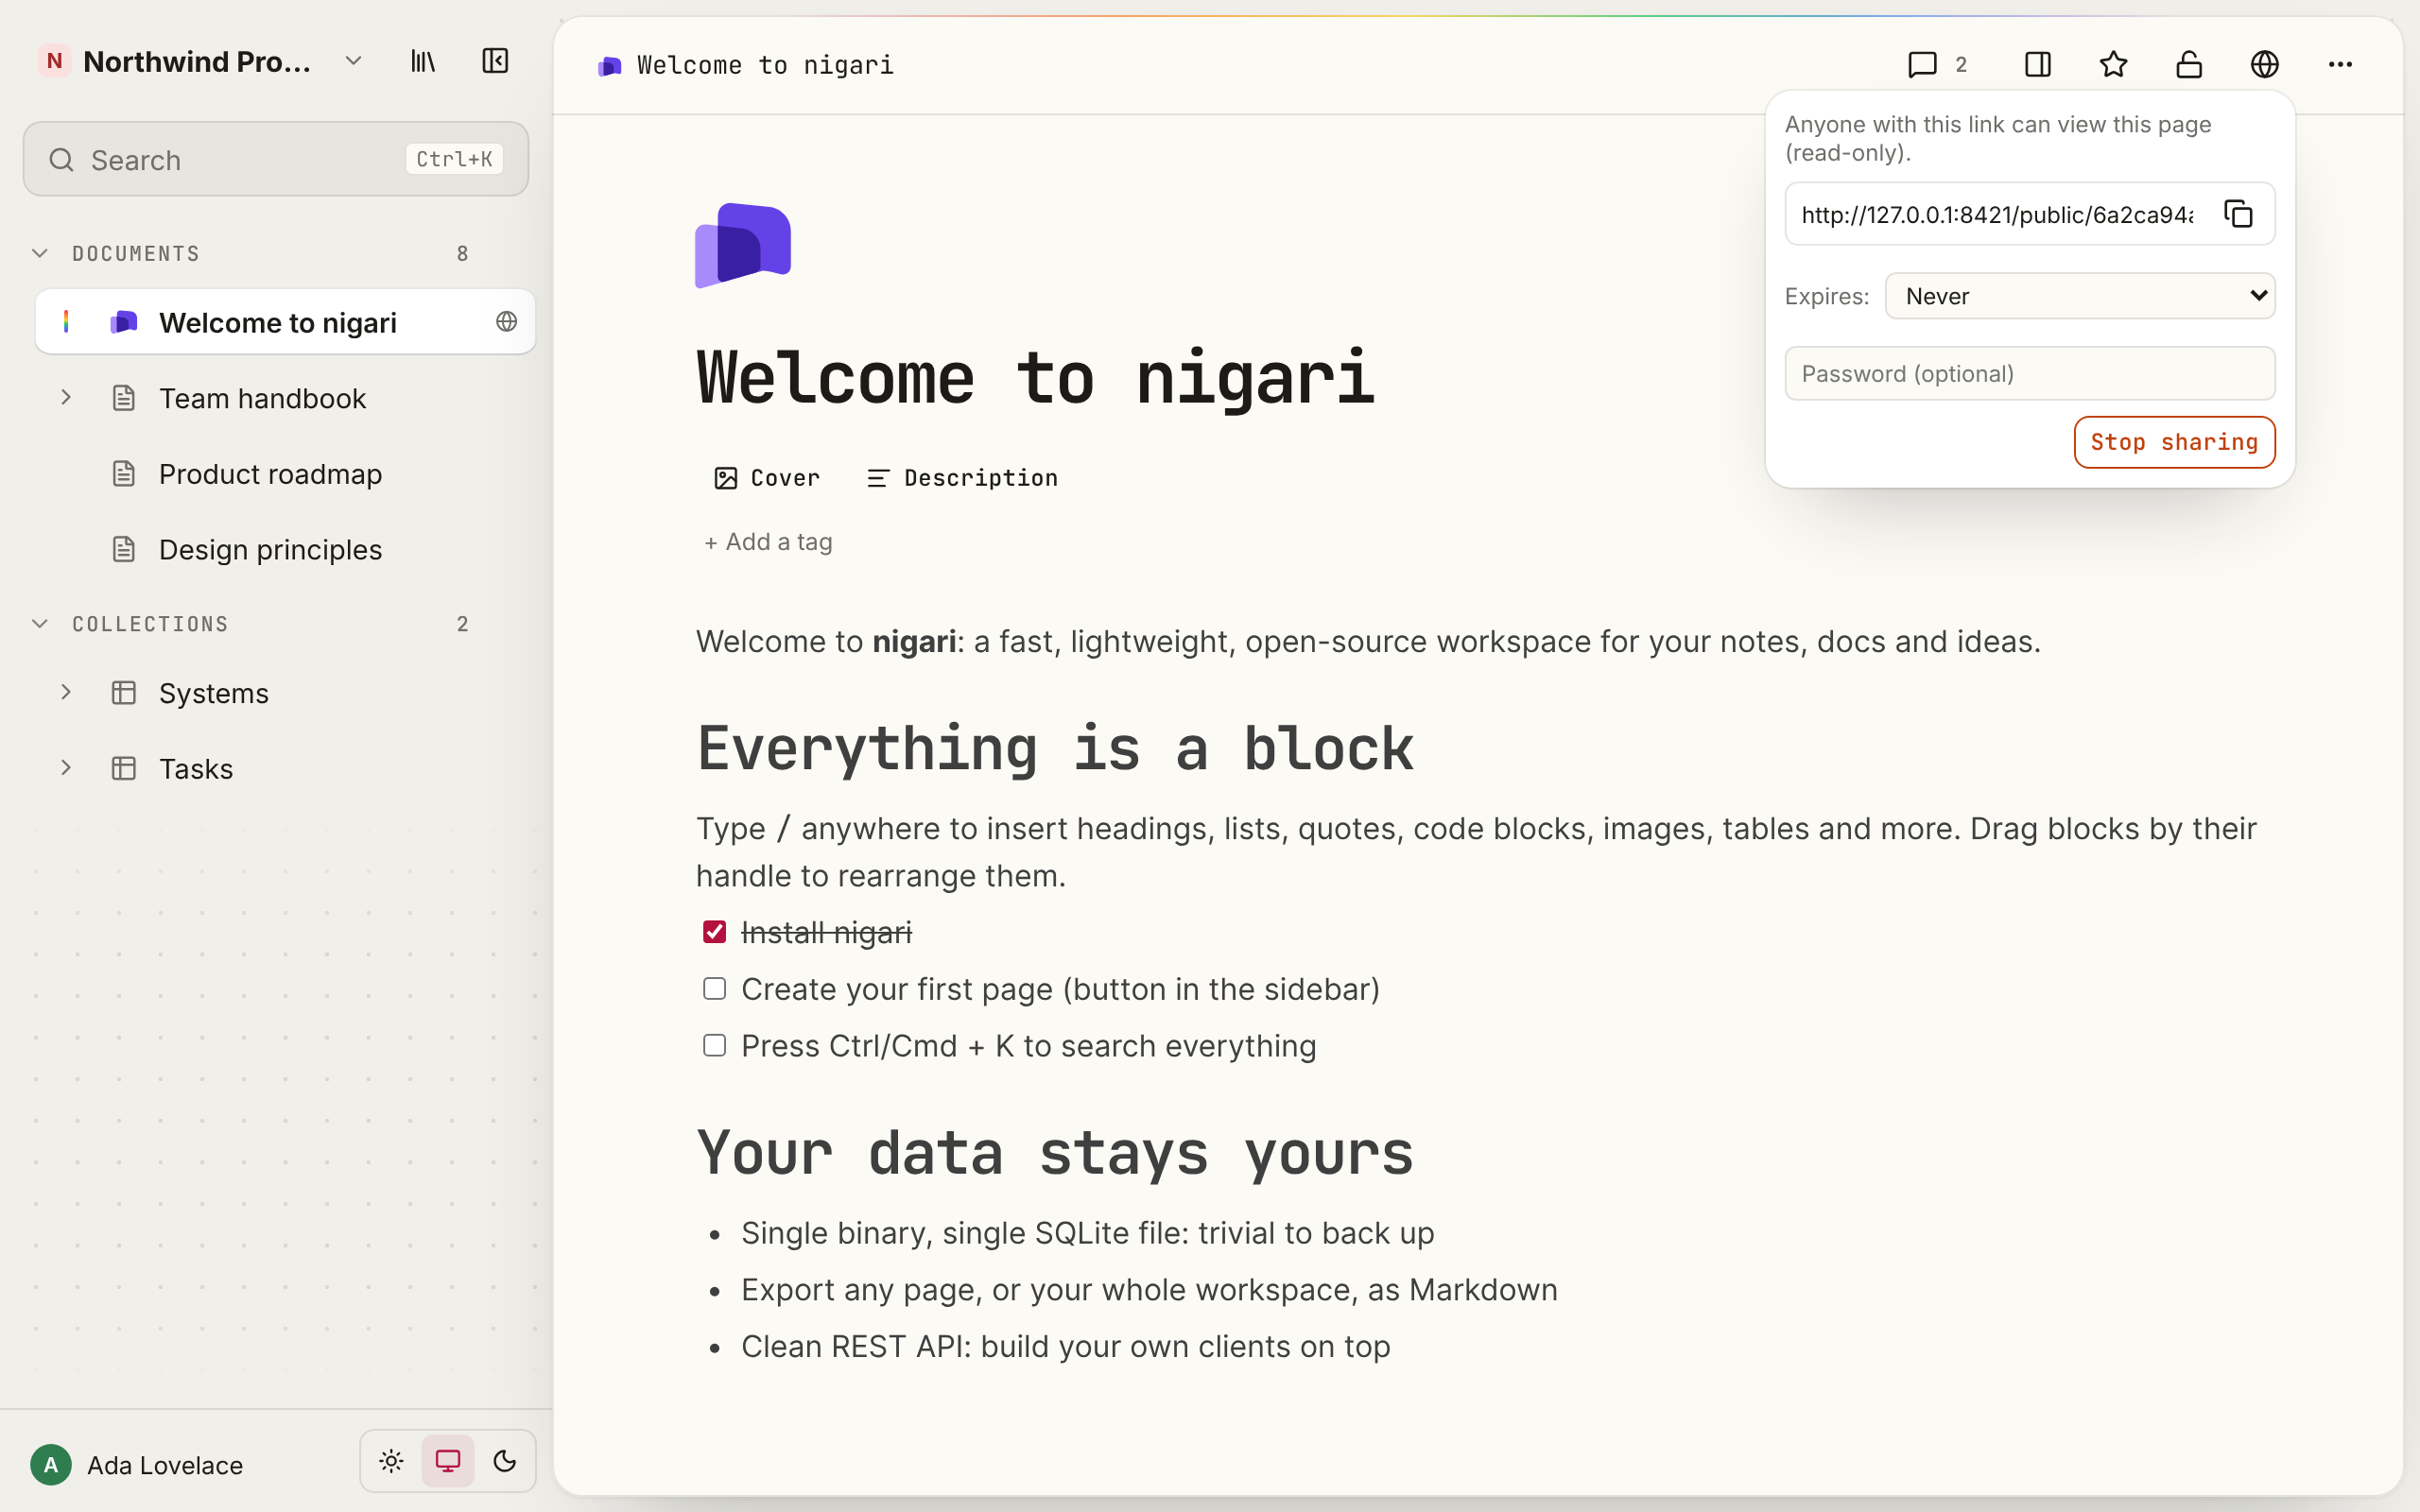 N Northwind Pro...
Search Ctrl+K
DOCUMENTS 8
Welcome to nigari
Team handbook
Product roadmap
Design principles
COLLECTIONS 2
Systems
Tasks
A Ada Lovelace
Welcome to nigari
2
Anyone with this link can view this page
(read-only).
http://127.0.0.1:8421/public/6a2ca94
Expires: Never
Password (optional)
Stop sharing
Welcome to nigari
Cover Description
+ Add a tag
Welcome to nigari: a fast, lightweight, open-source workspace for your notes, docs and ideas.
Everything is a block
Type / anywhere to insert headings, lists, quotes, code blocks, images, tables and more. Drag blocks by their
handle to rearrange them.
Install nigari
Create your first page (button in the sidebar)
Press Ctrl/Cmd + K to search everything
Your data stays yours
• Single binary, single SQLite file: trivial to back up
• Export any page, or your whole workspace, as Markdown
• Clean REST API: build your own clients on top